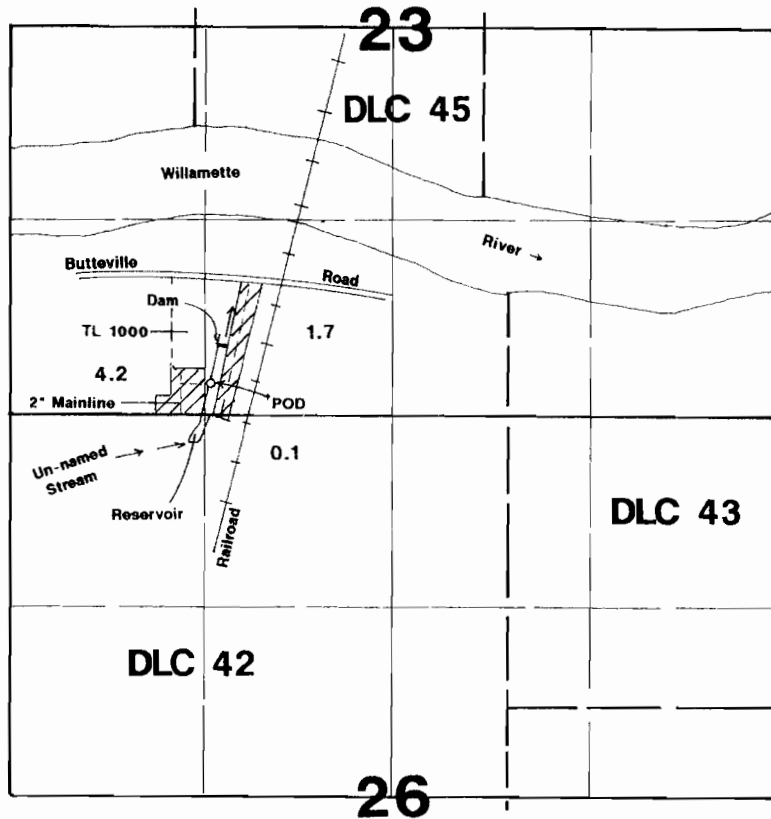 23
DLC 45
Willamette
River →
Butteville
Road
Dam
TL 1000
1.7
4.2
2" Mainline
POD
0.1
Un-named
Stream
Reservoir
Railroad
DLC 43
DLC 42
26